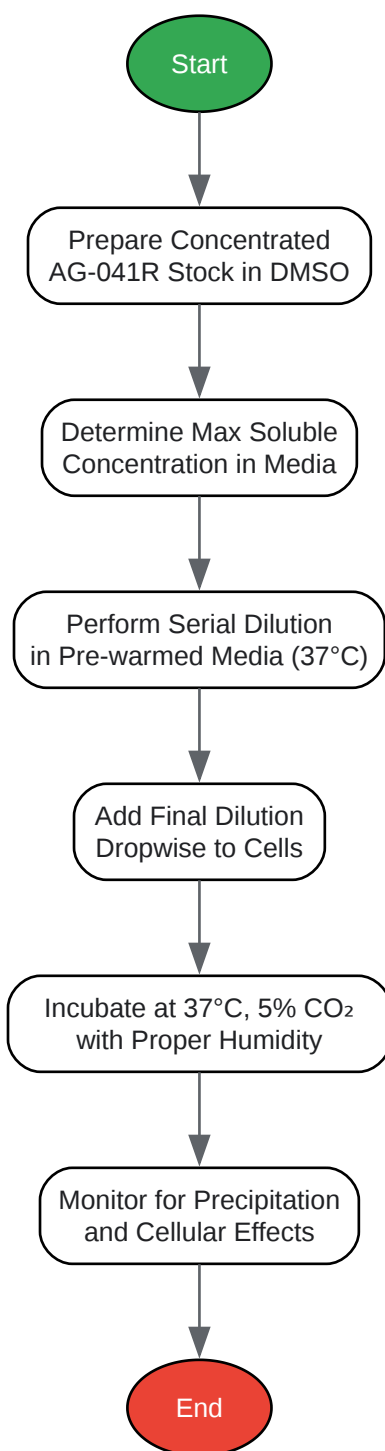 Start
Prepare Concentrated
AG-041R Stock in DMSO
Determine Max Soluble
Concentration in Media
Perform Serial Dilution
in Pre-warmed Media (37°C)
Add Final Dilution
Dropwise to Cells
Incubate at 37°C, 5% CO₂
with Proper Humidity
Monitor for Precipitation
and Cellular Effects
End